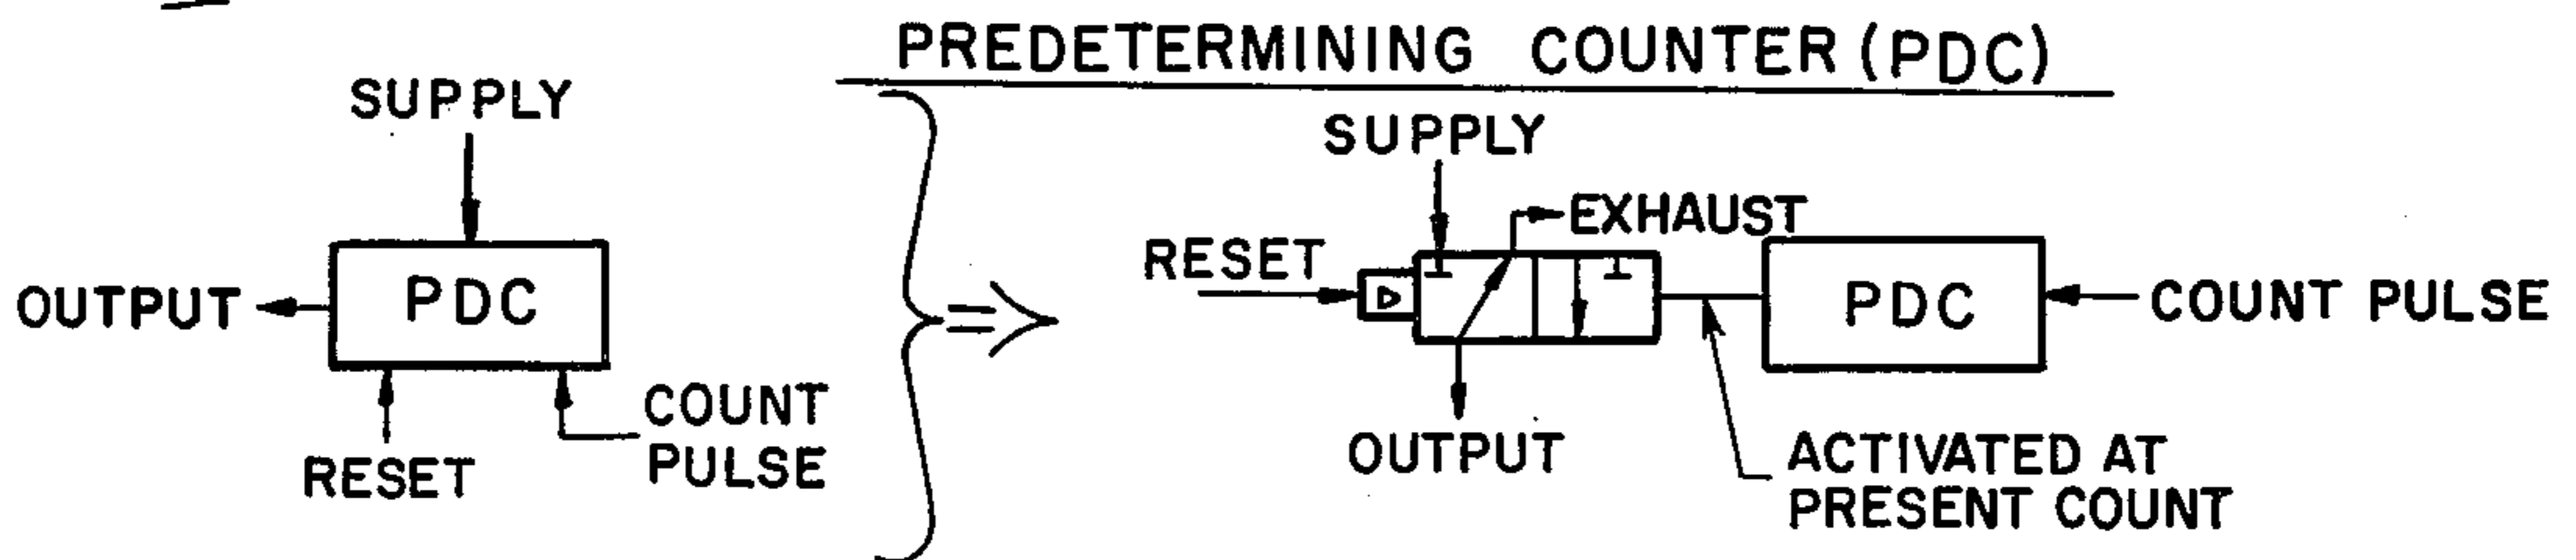 PREDETERMINING COUNTER (PDC)
SUPPLY
OUTPUT
PDC
RESET
COUNT
PULSE
SUPPLY
EXHAUST
RESET
PDC
COUNT PULSE
OUTPUT
ACTIVATED AT
PRESENT COUNT